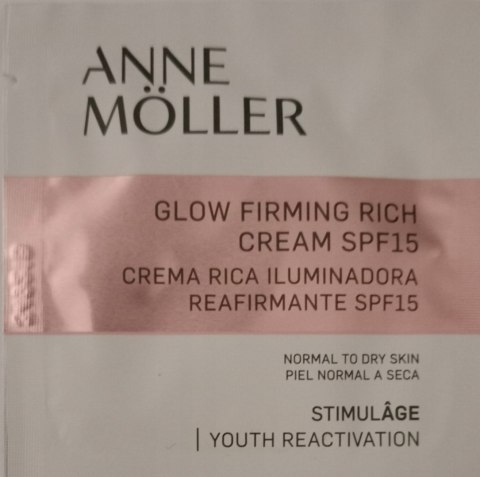 ANNE
MÖLLER
GLOW FIRMING RICH
CREAM SPF15
CREMA RICA ILUMINADORA
REAFIRMANTE SPF15
NORMAL TO DRY SKIN
PIEL NORMAL A SECA
STIMULÂGE
| YOUTH REACTIVATION